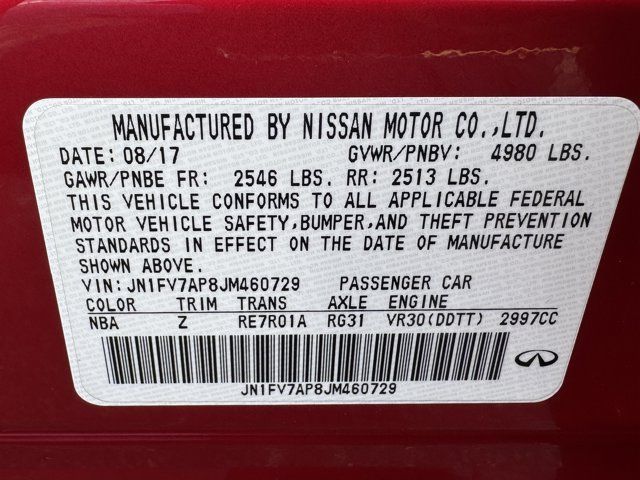 MANUFACTURED BY NISSAN MOTOR CO.,LTD.
DATE: 08/17 GVWR/PNBV: 4980 LBS.
GAWR/PNBE FR: 2546 LBS. RR: 2513 LBS.
THIS VEHICLE CONFORMS TO ALL APPLICABLE FEDERAL
MOTOR VEHICLE SAFETY,BUMPER,AND THEFT PREVENTION
STANDARDS IN EFFECT ON THE DATE OF MANUFACTURE
SHOWN ABOVE.
VIN: JN1FV7AP8JM460729 PASSENGER CAR
COLOR TRIM TRANS AXLE ENGINE
NBA Z RE7R01A RG31 VR30(DDTT) 2997CC
JN1FV7AP8JM460729